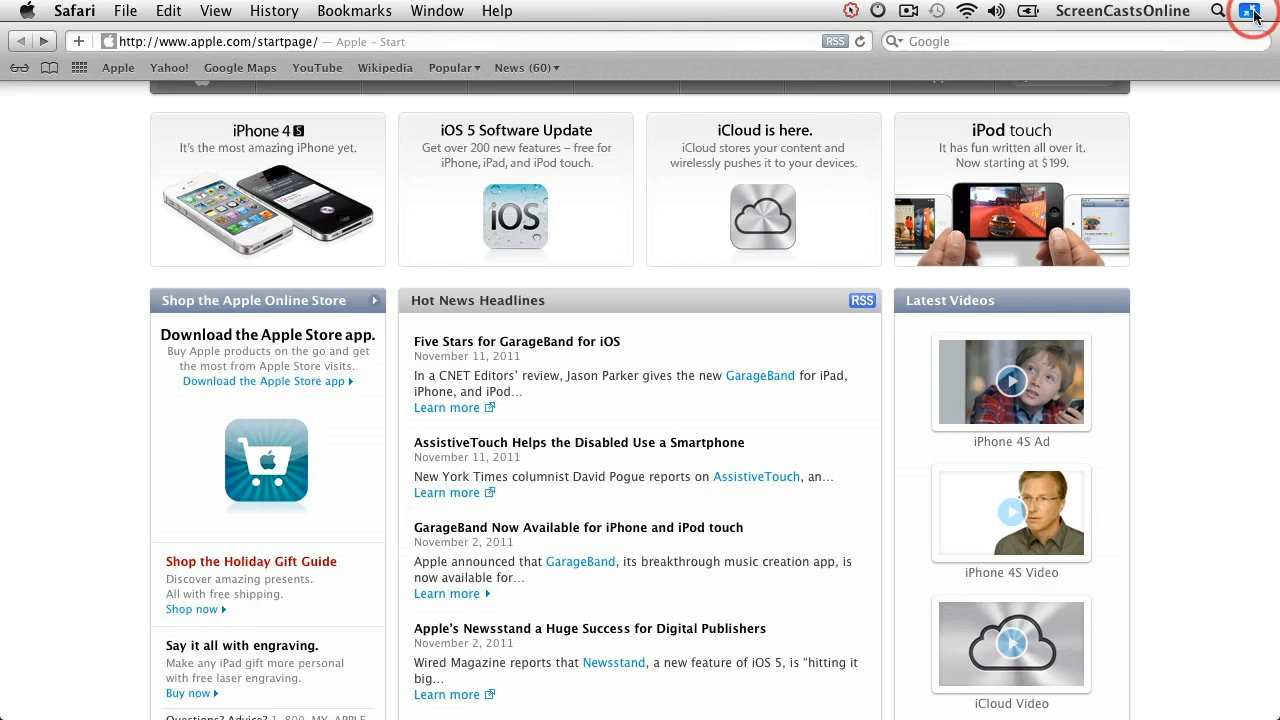 Safari File Edit View History Bookmarks Window Help ScreenCastsOnline
http://www.apple.com/startpage/ — Apple – Start RSS Google
Apple Yahoo! Google Maps YouTube Wikipedia Popular News (60)
iPhone 4S
It's the most amazing iPhone yet.
iOS 5 Software Update
Get over 200 new features – free for
iPhone, iPad, and iPod touch.
iOS
iCloud is here.
iCloud stores your content and
wirelessly pushes it to your devices.
iPod touch
It has fun written all over it.
Now starting at $199.
Shop the Apple Online Store
Download the Apple Store app.
Buy Apple products on the go and get
the most from Apple Store visits.
Download the Apple Store app
Shop the Holiday Gift Guide
Discover amazing presents.
All with free shipping.
Shop now
Say it all with engraving.
Make any iPad gift more personal
with free laser engraving.
Buy now
Questions? Advice? 1-800-MY-APPLE
Hot News Headlines RSS
Five Stars for GarageBand for iOS
November 11, 2011
In a CNET Editors' review, Jason Parker gives the new GarageBand for iPad,
iPhone, and iPod…
Learn more
AssistiveTouch Helps the Disabled Use a Smartphone
November 11, 2011
New York Times columnist David Pogue reports on AssistiveTouch, an…
Learn more
GarageBand Now Available for iPhone and iPod touch
November 2, 2011
Apple announced that GarageBand, its breakthrough music creation app, is
now available for…
Learn more
Apple's Newsstand a Huge Success for Digital Publishers
November 2, 2011
Wired Magazine reports that Newsstand, a new feature of iOS 5, is “hitting it
big…
Learn more
Latest Videos
iPhone 4S Ad
iPhone 4S Video
iCloud Video